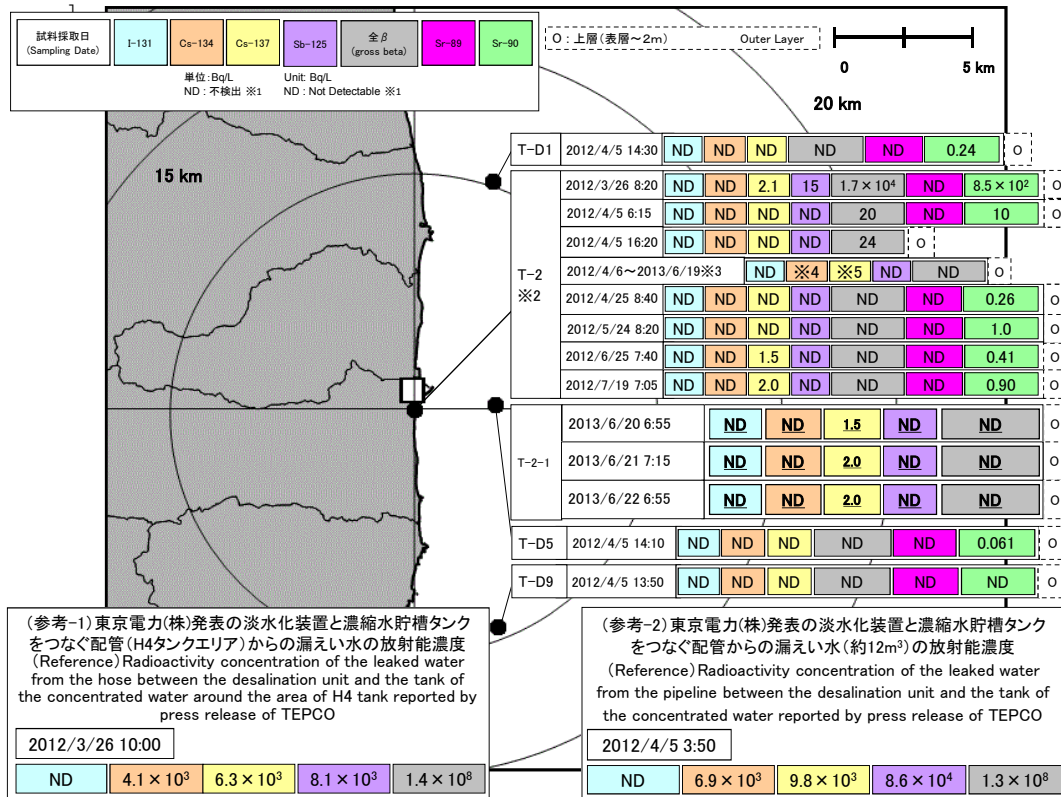 試料採取日
(Sampling Date)
I-131
Cs-134
Cs-137
Sb-125
全β
(gross beta)
Sr-89
Sr-90
単位:Bq/L
Unit: Bq/L
ND : 不検出 ※1
ND : Not Detectable ※1
O : 上層(表層~2m) Outer Layer
0
5 km
20 km
15 km
T-D1 2012/4/5 14:30 ND ND ND ND ND 0.24 O
T-2
※2
2012/3/26 8:20 ND ND 2.1 15 1.7 × 10⁴ ND 8.5 × 10² O
2012/4/5 6:15 ND ND ND ND 20 ND 10 O
2012/4/5 16:20 ND ND ND ND 24 O
2012/4/6~2013/6/19※3 ND ※4 ※5 ND ND O
2012/4/25 8:40 ND ND ND ND ND ND 0.26 O
2012/5/24 8:20 ND ND ND ND ND ND 1.0 O
2012/6/25 7:40 ND ND 1.5 ND ND ND 0.41 O
2012/7/19 7:05 ND ND 2.0 ND ND ND 0.90 O
T-2-1
2013/6/20 6:55 ND ND 1.5 ND ND O
2013/6/21 7:15 ND ND 2.0 ND ND O
2013/6/22 6:55 ND ND 2.0 ND ND O
T-D5 2012/4/5 14:10 ND ND ND ND ND 0.061 O
T-D9 2012/4/5 13:50 ND ND ND ND ND ND O
(参考-1)東京電力(株)発表の淡水化装置と濃縮水貯槽タンク
をつなぐ配管(H4タンクエリア)からの漏えい水の放射能濃度
(Reference)Radioactivity concentration of the leaked water
from the hose between the desalination unit and the tank of
the concentrated water around the area of H4 tank reported by
press release of TEPCO
2012/3/26 10:00
ND 4.1 × 10³ 6.3 × 10³ 8.1 × 10³ 1.4 × 10⁸
(参考-2)東京電力(株)発表の淡水化装置と濃縮水貯槽タンク
をつなぐ配管からの漏えい水(約12m³)の放射能濃度
(Reference)Radioactivity concentration of the leaked water
from the pipeline between the desalination unit and the tank of
the concentrated water reported by press release of TEPCO
2012/4/5 3:50
ND 6.9 × 10³ 9.8 × 10³ 8.6 × 10⁴ 1.3 × 10⁸